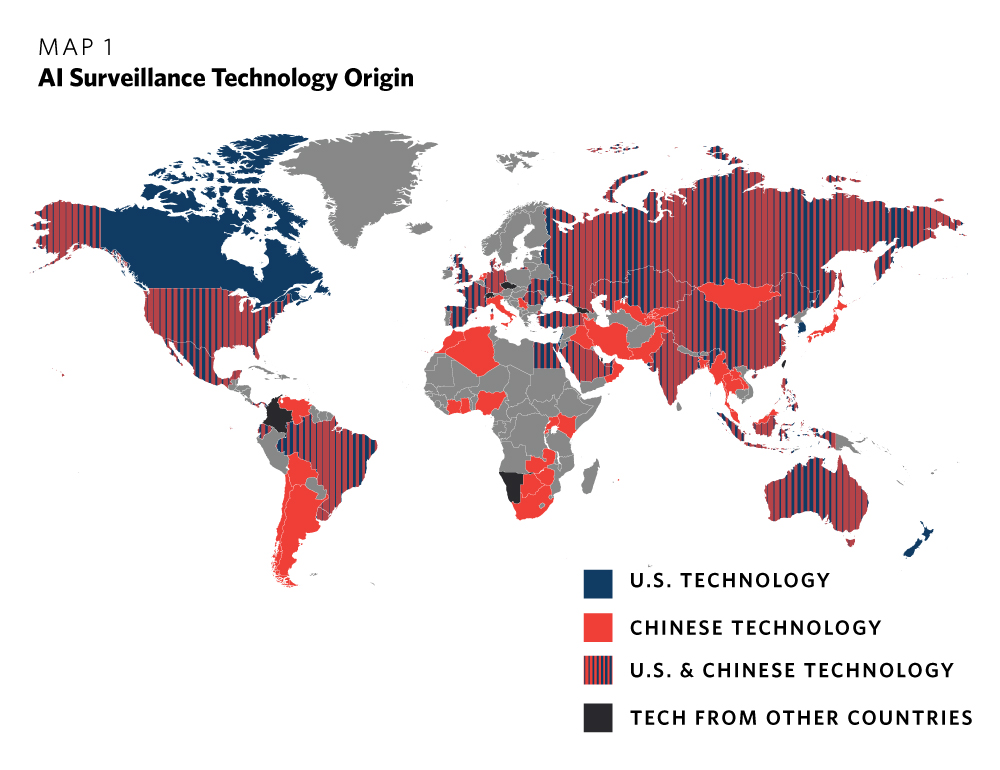 MAP 1
AI Surveillance Technology Origin
U.S. TECHNOLOGY
CHINESE TECHNOLOGY
U.S. & CHINESE TECHNOLOGY
TECH FROM OTHER COUNTRIES